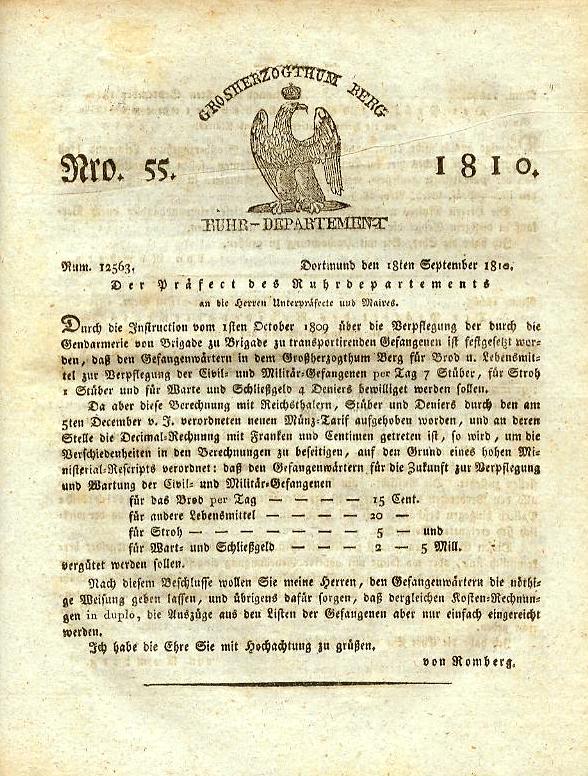 GROSHERZOGTHUM BERG
Nro. 55.
1810.
RUHR-DEPARTEMENT
Num. 12563. Dortmund den 18ten September 1810.
Der Präfect des Ruhrdepartements
an die Herren Unterpräfecte und Maires.
Durch die Instruction vom 1sten October 1809 über die Verpflegung der durch die
Gendarmerie von Brigade zu Brigade zu transportirenden Gefangenen ist festgesetzt wor-
den, daß den Gefangenwärtern in dem Großherzogthum Berg für Brod u. Lebensmit-
tel zur Verpflegung der Civil- und Militär-Gefangenen per Tag 7 Stüber, für Stroh
1 Stüber und für Warte und Schließgeld 4 Deniers bewilliget werden sollen.
Da aber diese Berechnung mit Reichsthalern, Stüber und Deniers durch den am
5ten December v. J. verordneten neuen Münz-Tarif aufgehoben worden, und an deren
Stelle die Decimal-Rechnung mit Franken und Centimen getreten ist, so wird, um die
Verschiedenheiten in den Berechnungen zu beseitigen, auf den Grund eines hohen Mi-
nisterial-Rescripts verordnet: daß den Gefangenwärtern für die Zukunft zur Verpflegung
und Wartung der Civil- und Militär-Gefangenen
für das Brod per Tag — — — — 15 Cent.
für andere Lebensmittel — — — — 20 —
für Stroh — — — — — — 5 — und
für Wart- und Schließgeld — — — 2 — 5 Mill.
vergütet werden sollen.
Nach diesem Beschlusse wollen Sie meine Herren, den Gefangenwärtern die nöthi-
ge Weisung geben lassen, und übrigens dafür sorgen, daß dergleichen Kosten-Rechnun-
gen in duplo, die Auszüge aus den Listen der Gefangenen aber nur einfach eingereicht
werden.
Ich habe die Ehre Sie mit Hochachtung zu grüßen.
von Romberg.